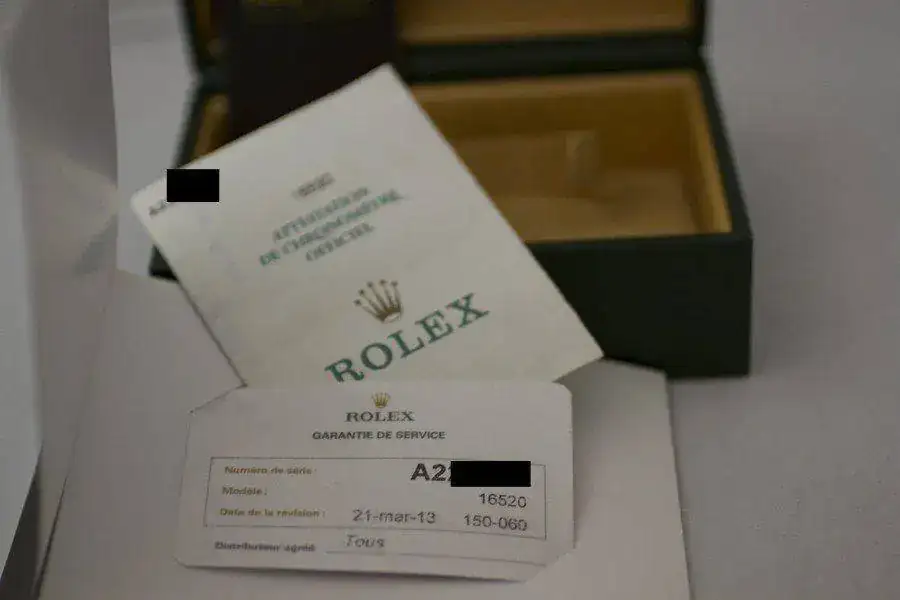 ATTESTATION
DE CHRONOMÈTRE
OFFICIEL
ROLEX
ROLEX
GARANTIE DE SERVICE
Numéro de série: A22
Modèle: 16520
Date de la révision: 21-mar-13 150-060
Distributeur agréé Tous